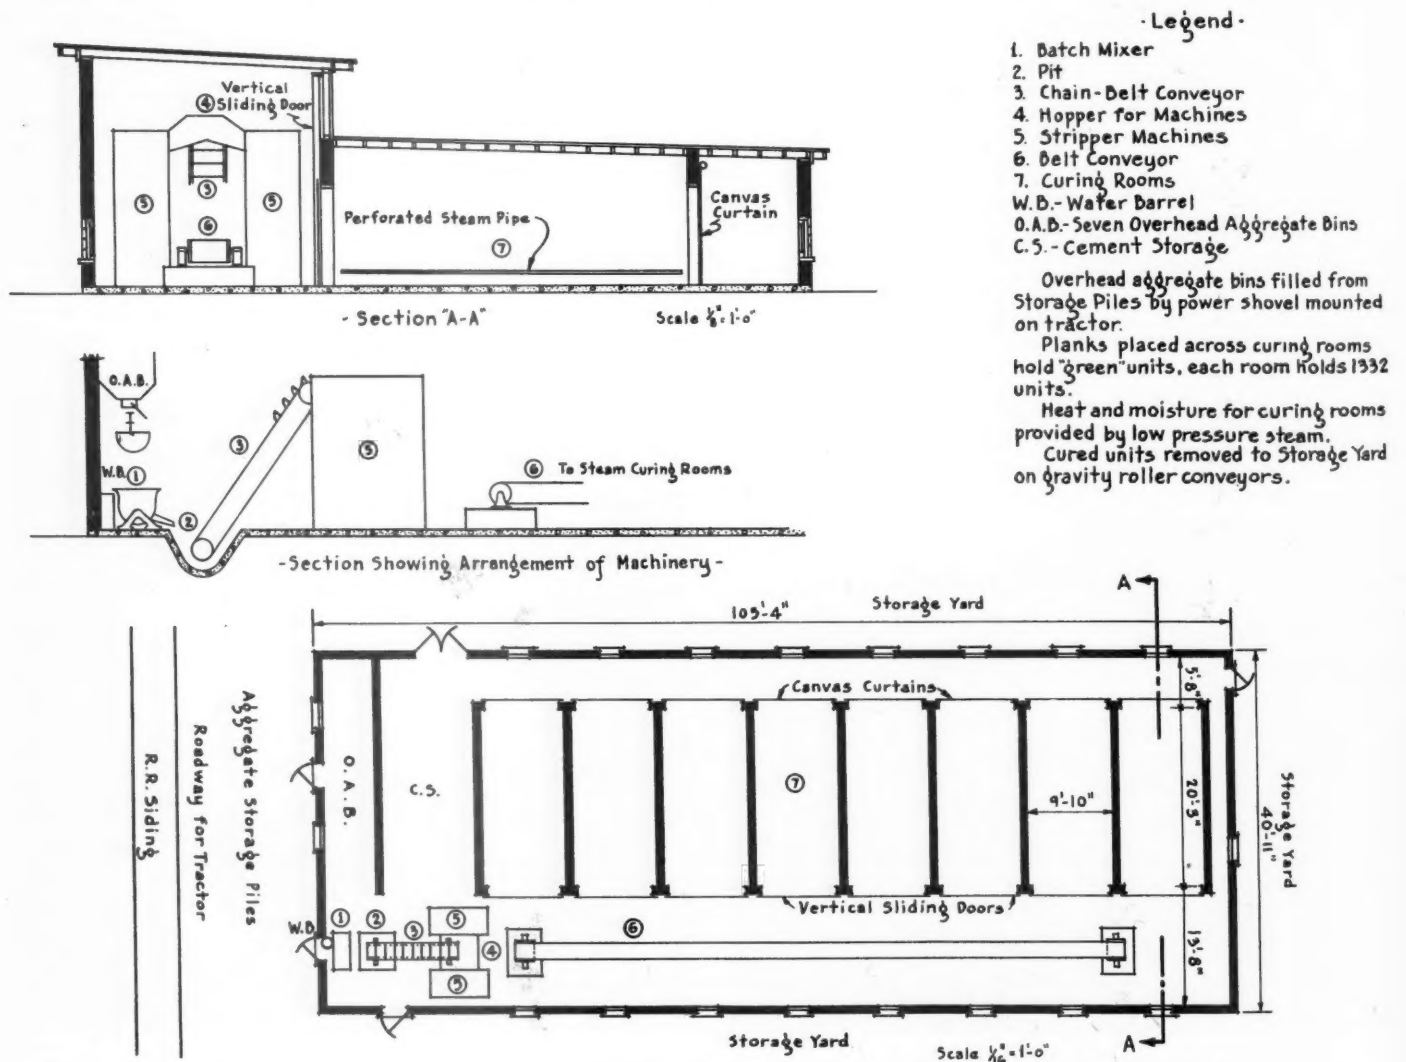 - Legend -
1. Batch Mixer
2. Pit
3. Chain-Belt Conveyor
4. Hopper for Machines
5. Stripper Machines
6. Belt Conveyor
7. Curing Rooms
W.B.- Water Barrel
O.A.B.- Seven Overhead Aggregate Bins
C.S.- Cement Storage
Overhead aggregate bins filled from
Storage Piles by power shovel mounted
on tractor.
Planks placed across curing rooms
hold "green" units, each room holds 1332
units.
Heat and moisture for curing rooms
provided by low pressure steam.
Cured units removed to Storage Yard
on gravity roller conveyors.
Vertical
Sliding Door
4
5
3
5
6
Perforated Steam Pipe
7
Canvas
Curtain
- Section "A-A"
Scale 1/8" = 1'-0"
O.A.B.
W.B. 1
2
3
5
6 To Steam Curing Rooms
- Section Showing Arrangement of Machinery -
A
105'-4"
Storage Yard
Canvas Curtains
5'-8"
R.R. Siding
Roadway for Tractor
Aggregate Storage Piles
O.A.B.
C.S.
7
9'-10"
20'-5"
40'-11"
Storage Yard
Vertical Sliding Doors
W.B.
1
2
3
5
4
5
6
13'-8"
Storage Yard
Scale 1/16" = 1'-0"
A